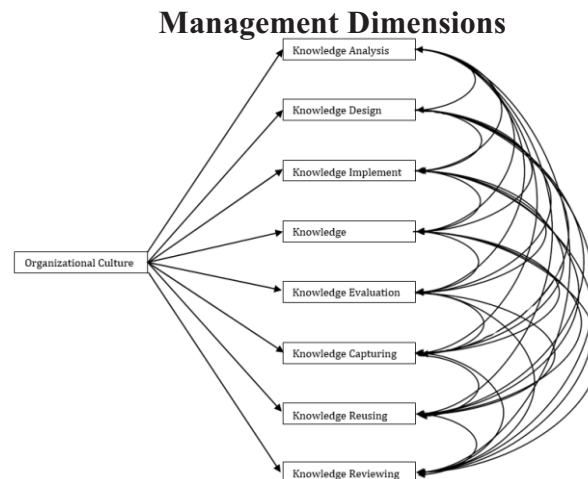 Management Dimensions
Knowledge Analysis
Knowledge Design
Knowledge Implement
Knowledge
Organizational Culture
Knowledge Evaluation
Knowledge Capturing
Knowledge Reusing
Knowledge Reviewing